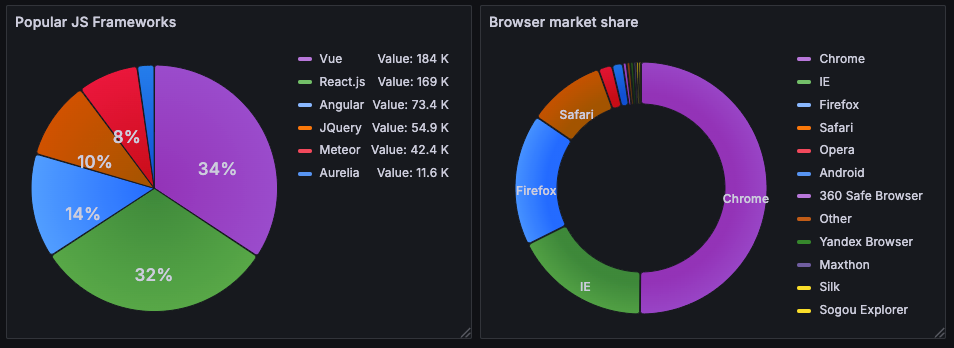 Popular JS Frameworks
Vue Value: 184 K
React.js Value: 169 K
Angular Value: 73.4 K
JQuery Value: 54.9 K
Meteor Value: 42.4 K
Aurelia Value: 11.6 K
34%
32%
14%
10%
8%
Browser market share
Chrome
IE
Firefox
Safari
Chrome
IE
Firefox
Safari
Opera
Android
360 Safe Browser
Other
Yandex Browser
Maxthon
Silk
Sogou Explorer